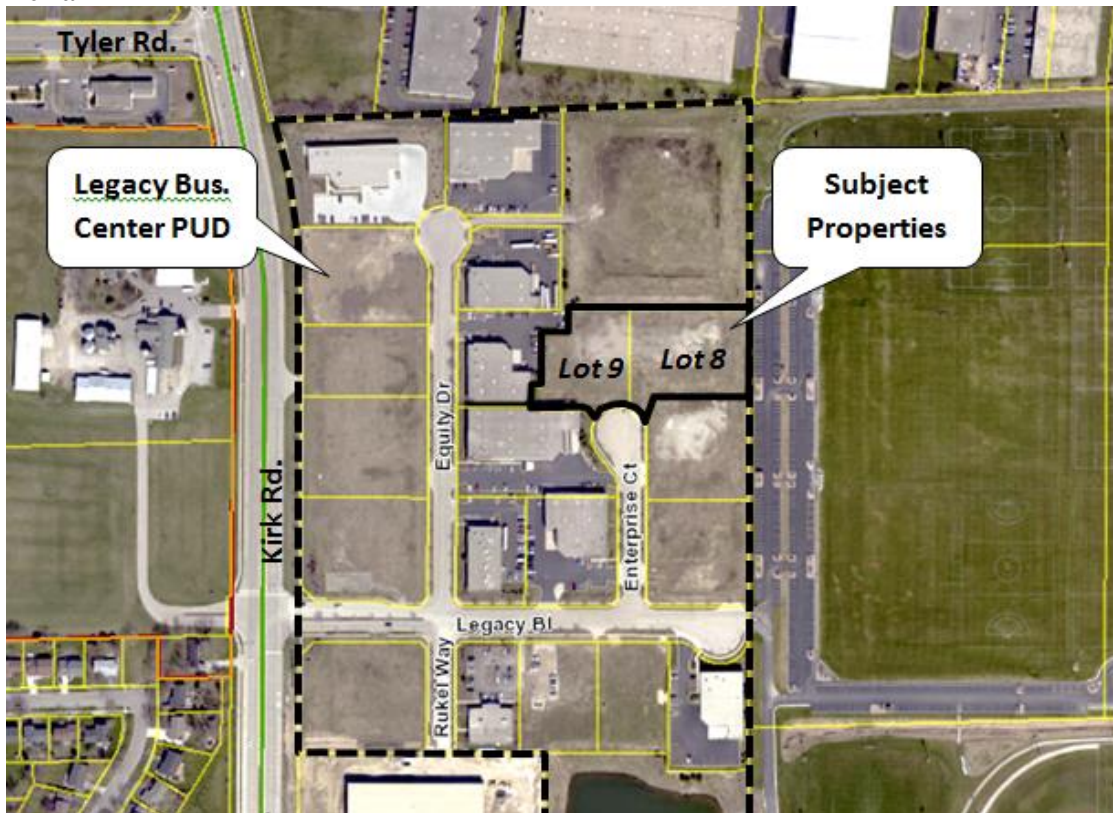 Tyler Rd.
Legacy Bus.
Center PUD
Subject
Properties
Lot 9
Lot 8
Equity Dr
Kirk Rd.
Enterprise Ct
Legacy Bl
Rukel Way